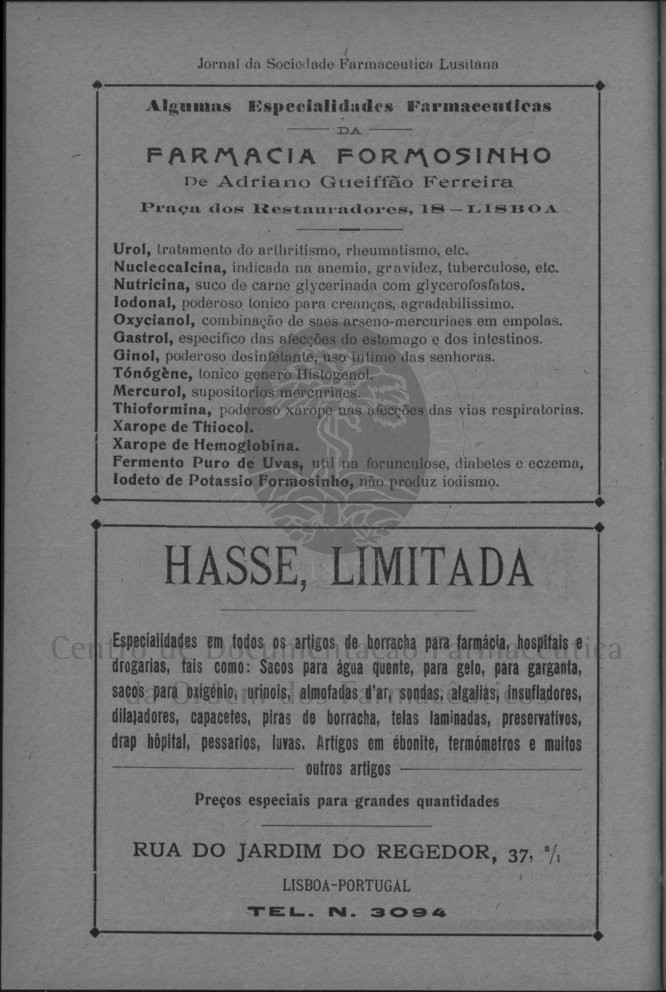 Jornal da Sociedade Farmaceutica Lusitana
Algumas Especialidades Farmaceuticas
DA
FARMACIA FORMOSINHO
De Adriano Gueiffão Ferreira
Praça dos Restauradores, 18 — LISBOA
Urol, tratamento do arthritismo, rheumatismo, etc.
Nucleocalcina, indicada na anemia, gravidez, tuberculose, etc.
Nutricina, suco de carne glycerinada com glycerofosfatos.
Iodonal, poderoso tonico para creanças, agradabilissimo.
Oxycianol, combinação de saes arseno-mercuriaes em empolas.
Gastrol, especifico das afecções do estomago e dos intestinos.
Ginol, poderoso desinfetante, uso intimo das senhoras.
Tónógène, tonico genero Histogenol.
Mercurol, supositorios mercuriaes.
Thioformina, poderoso xarope nas afecções das vias respiratorias.
Xarope de Thiocol.
Xarope de Hemoglobina.
Fermento Puro de Uvas, util na forunculose, diabetes e eczema,
Iodeto de Potassio Formosinho, não produz iodismo.
HASSE, LIMITADA
Especialidades em todos os artigos de borracha para farmácia, hospitais e
drogarias, tais como: Sacos para água quente, para gelo, para garganta,
sacos para oxigénio, urinois, almofadas d'ar, sondas, algalias, insufladores,
dilatadores, capacetes, piras de borracha, telas laminadas, preservativos,
drap hôpital, pessarios, luvas. Artigos em ébonite, termómetros e muitos
outros artigos
Preços especiais para grandes quantidades
RUA DO JARDIM DO REGEDOR, 37, s/1
LISBOA-PORTUGAL
TEL. N. 3094
Centro de Documentação Farmacêutica
da Ordem dos Farmacêuticos